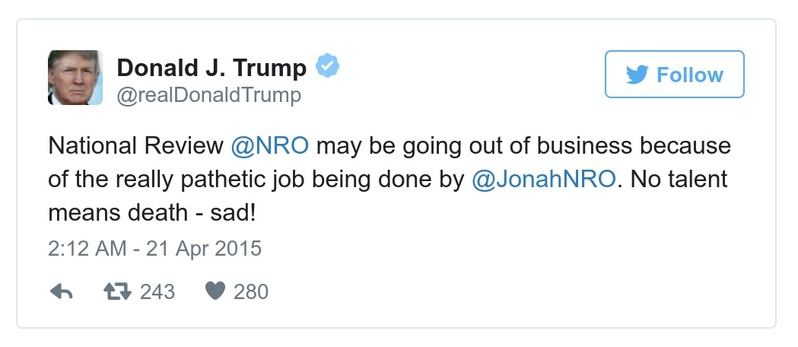 Donald J. Trump
@realDonaldTrump
Follow
National Review @NRO may be going out of business because
of the really pathetic job being done by @JonahNRO. No talent
means death - sad!
2:12 AM - 21 Apr 2015
243 280